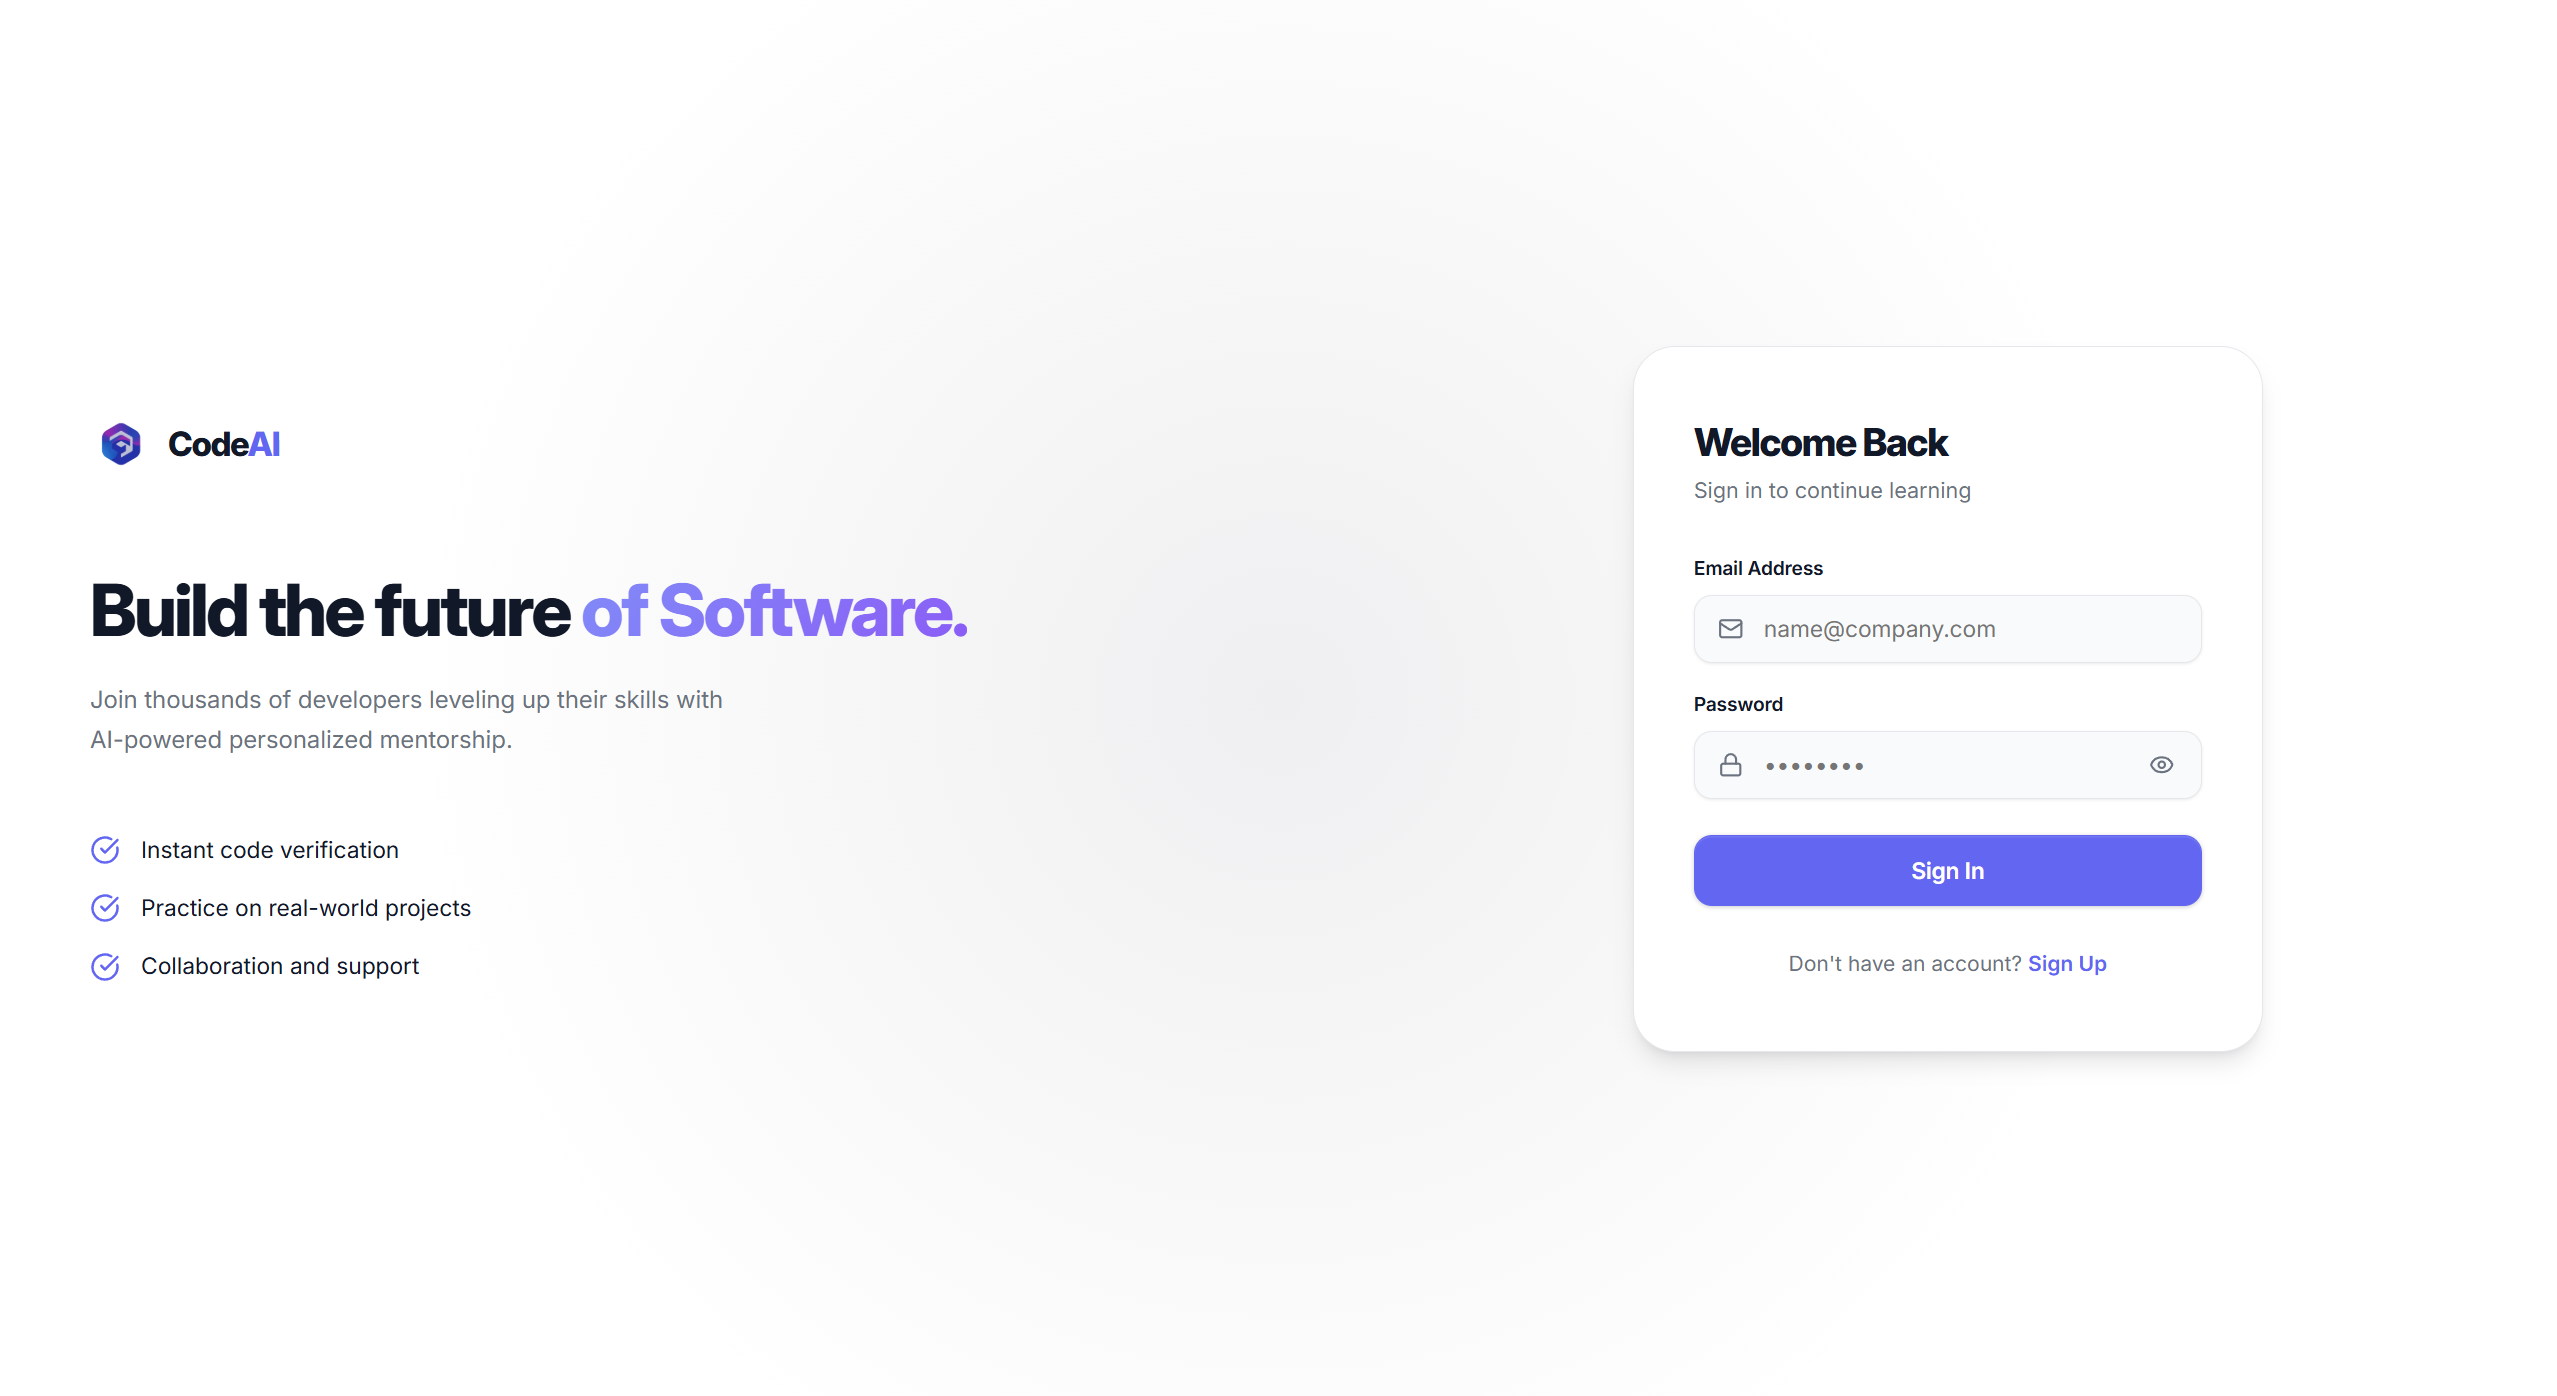 CodeAI
Build the future of Software.
Join thousands of developers leveling up their skills with
AI-powered personalized mentorship.
Instant code verification
Practice on real-world projects
Collaboration and support
Welcome Back
Sign in to continue learning
Email Address
name@company.com
Password
••••••••
Sign In
Don't have an account? Sign Up